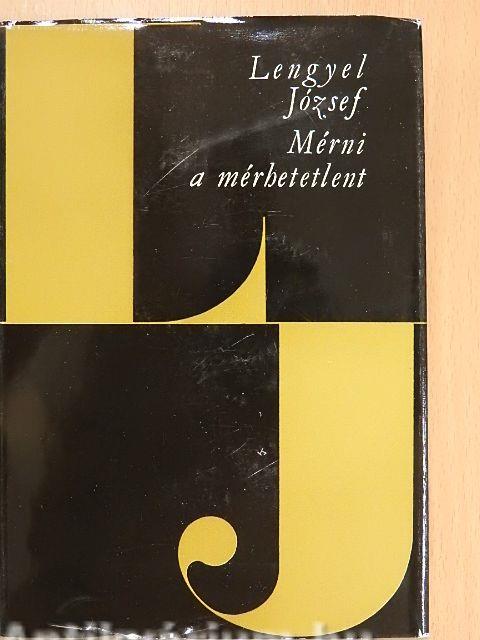 Lengyel
József
Mérni
a mérhetetlent
L
J